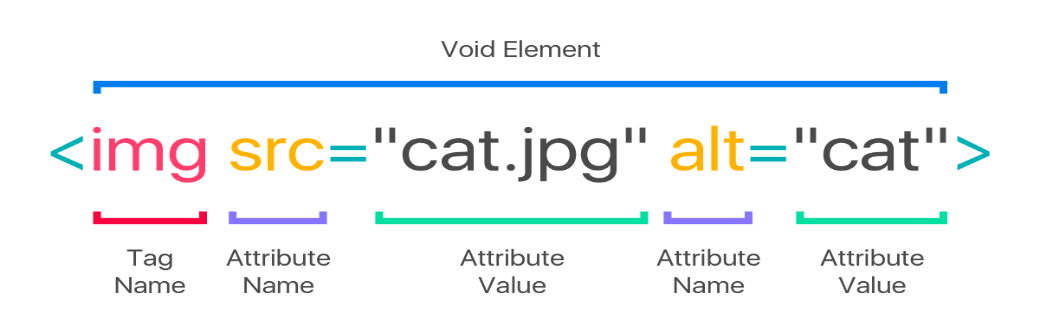 Void Element
<img src="cat.jpg" alt="cat">
Tag Name
Attribute Name
Attribute Value
Attribute Name
Attribute Value